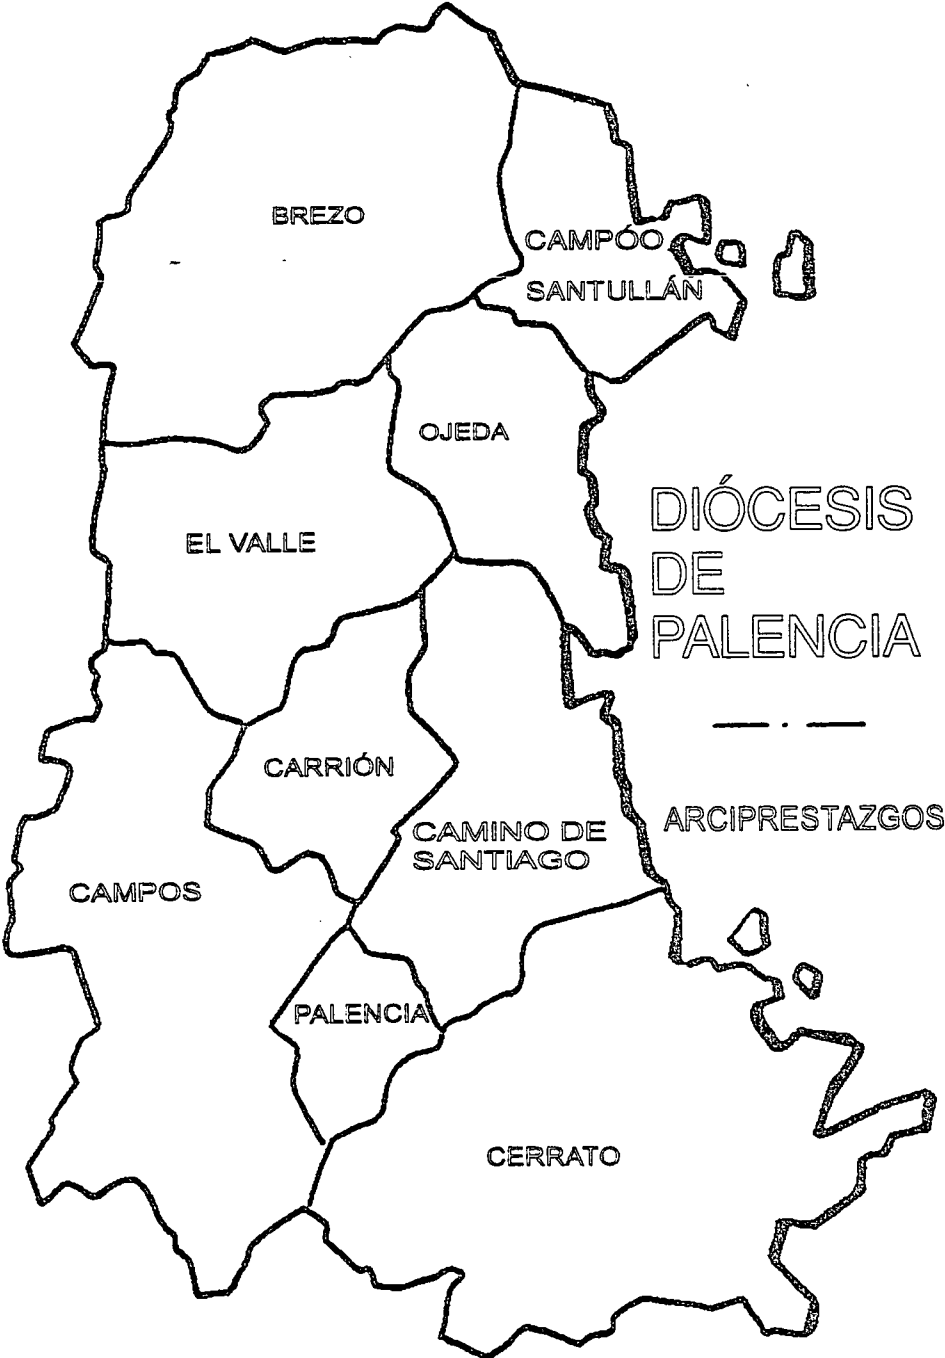 BREZO
CAMPÓO
SANTULLÁN
OJEDA
DIÓCESIS
DE
PALENCIA
EL VALLE
CARRIÓN
ARCIPRESTAZGOS
CAMINO DE
SANTIAGO
CAMPOS
PALENCIA
CERRATO